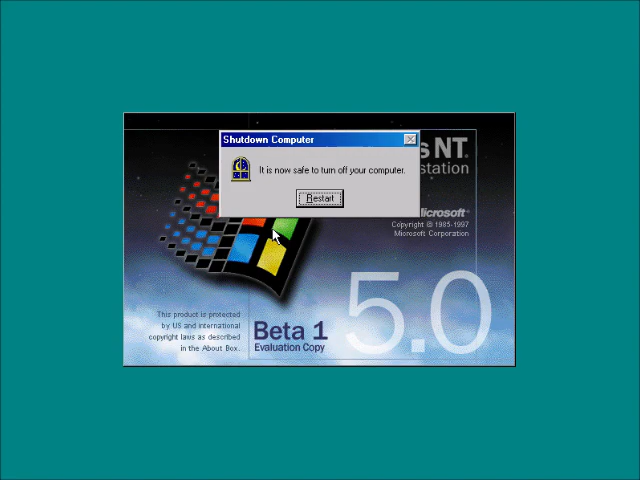 Shutdown Computer
It is now safe to turn off your computer.
Restart
s NT
station
Microsoft
Copyright © 1985-1997
Microsoft Corporation
This product is protected
by US and international
copyright laws as described
in the About Box.
Beta 1
Evaluation Copy
5.0